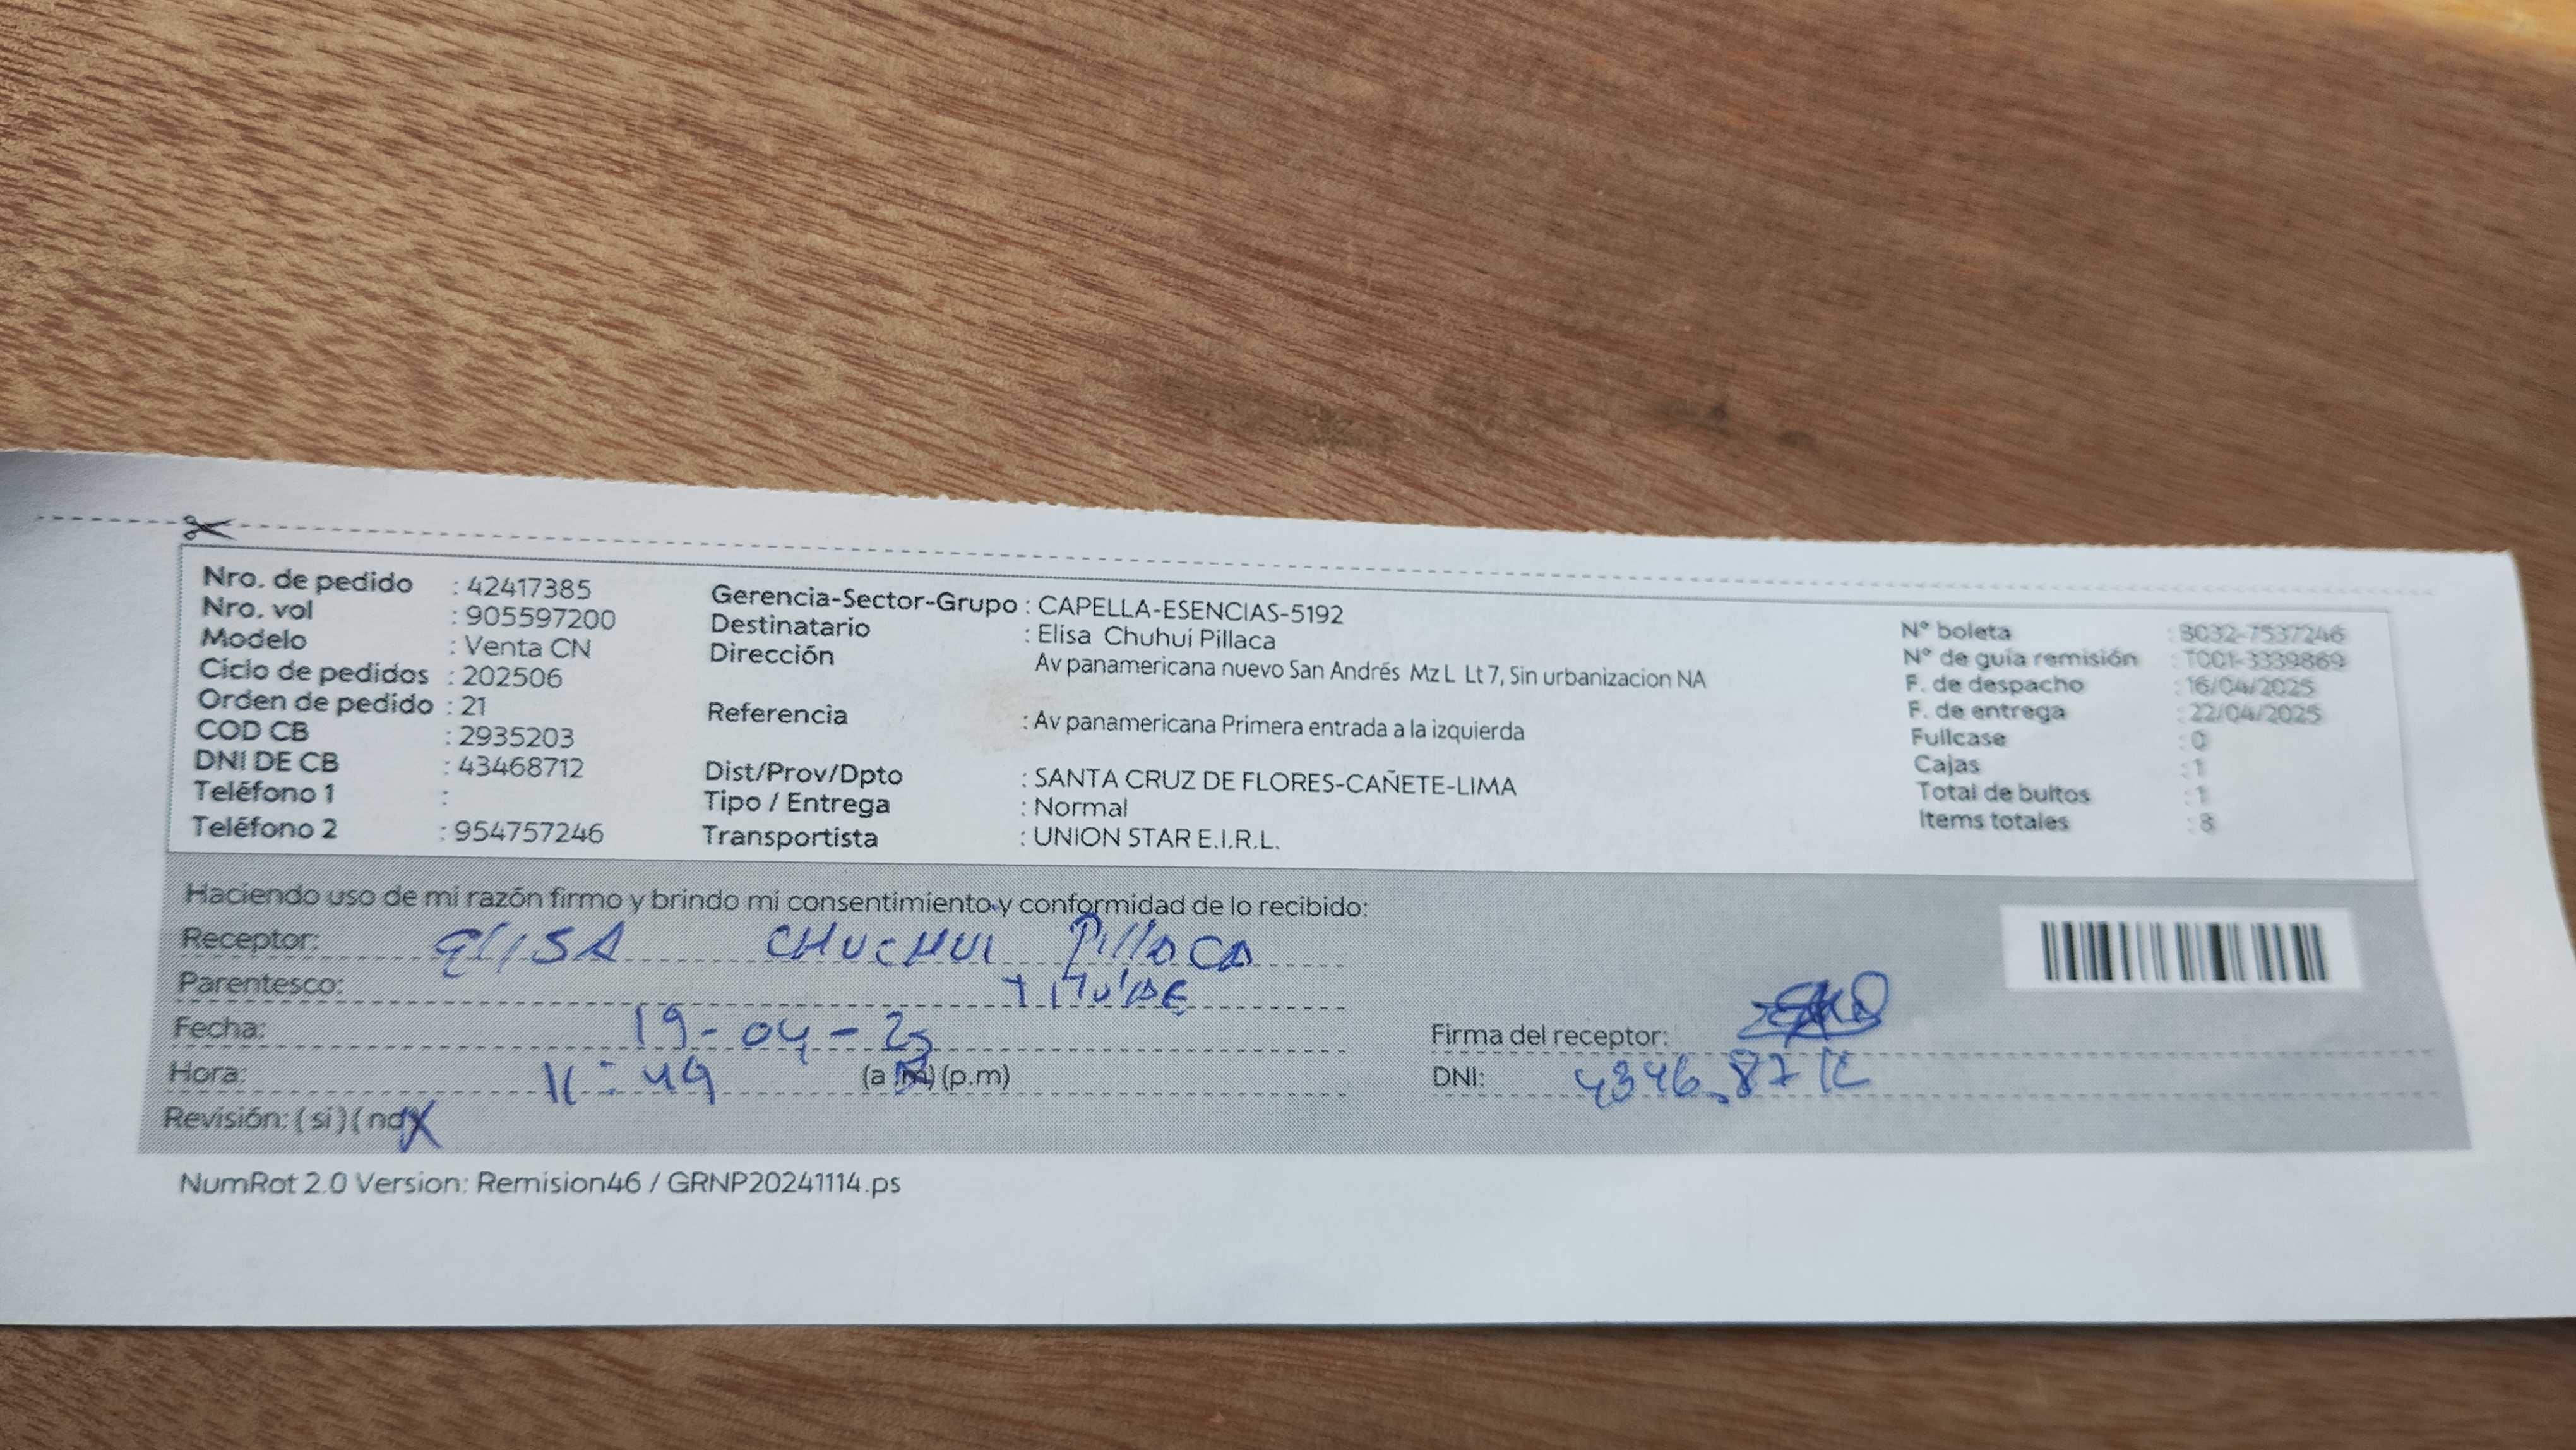 Nro. de pedido : 42417385
Nro. vol : 905597200
Modelo : Venta CN
Ciclo de pedidos : 202506
Orden de pedido : 21
COD CB : 2935203
DNI DE CB : 43468712
Teléfono 1 :
Teléfono 2 : 954757246
Gerencia-Sector-Grupo : CAPELLA-ESENCIAS-5192
Destinatario : Elisa Chuhui Pillaca
Dirección Av panamericana nuevo San Andrés Mz L Lt 7, Sin urbanizacion NA
Referencia : Av panamericana Primera entrada a la izquierda
Dist/Prov/Dpto : SANTA CRUZ DE FLORES-CAÑETE-LIMA
Tipo / Entrega : Normal
Transportista : UNION STAR E.I.R.L.
N° boleta : B032-7537246
N° de guía remisión : T001-3339869
F. de despacho : 16/04/2025
F. de entrega : 22/04/2025
Fullcase : 0
Cajas : 1
Total de bultos : 1
Items totales : 8
Haciendo uso de mi razón firmo y brindo mi consentimiento y conformidad de lo recibido:
Receptor: ELISA CHUCHUI PILLACA
Parentesco:
Fecha: 19-04-25
Hora: 11:49 (a.m) (p.m)
Revisión: (si) (no) X
Firma del receptor:
DNI: 43468712
NumRot 2.0 Version: Remision46 / GRNP20241114.ps